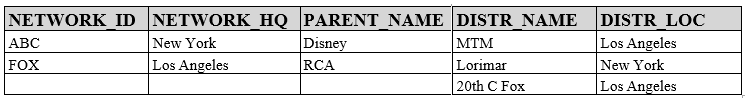 NETWORK_ID NETWORK_HQ PARENT_NAME DISTR_NAME DISTR_LOC
ABC New York Disney MTM Los Angeles
FOX Los Angeles RCA Lorimar New York
20th C Fox Los Angeles